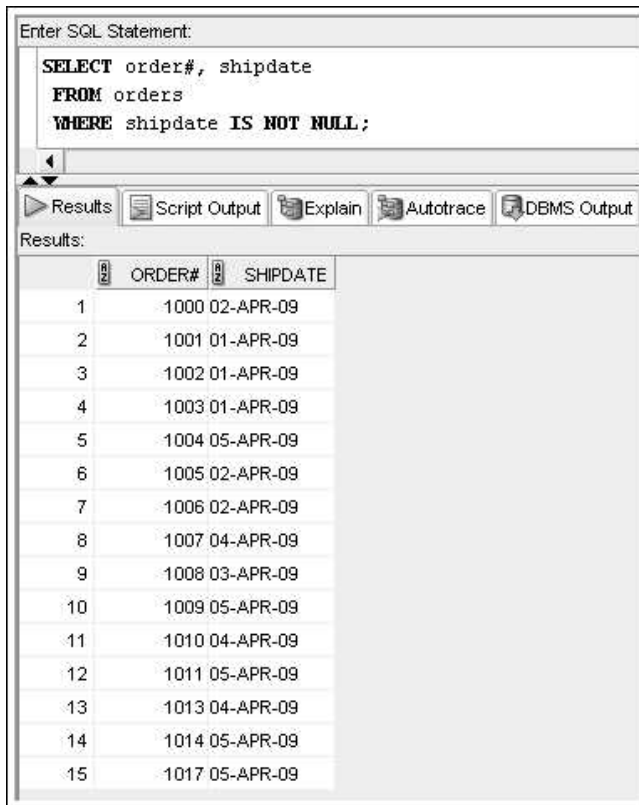 Enter SQL Statement:
SELECT order#, shipdate
FROM orders
WHERE shipdate IS NOT NULL;
Results Script Output Explain Autotrace DBMS Output
Results:
ORDER# SHIPDATE
1 1000 02-APR-09
2 1001 01-APR-09
3 1002 01-APR-09
4 1003 01-APR-09
5 1004 05-APR-09
6 1005 02-APR-09
7 1006 02-APR-09
8 1007 04-APR-09
9 1008 03-APR-09
10 1009 05-APR-09
11 1010 04-APR-09
12 1011 05-APR-09
13 1013 04-APR-09
14 1014 05-APR-09
15 1017 05-APR-09